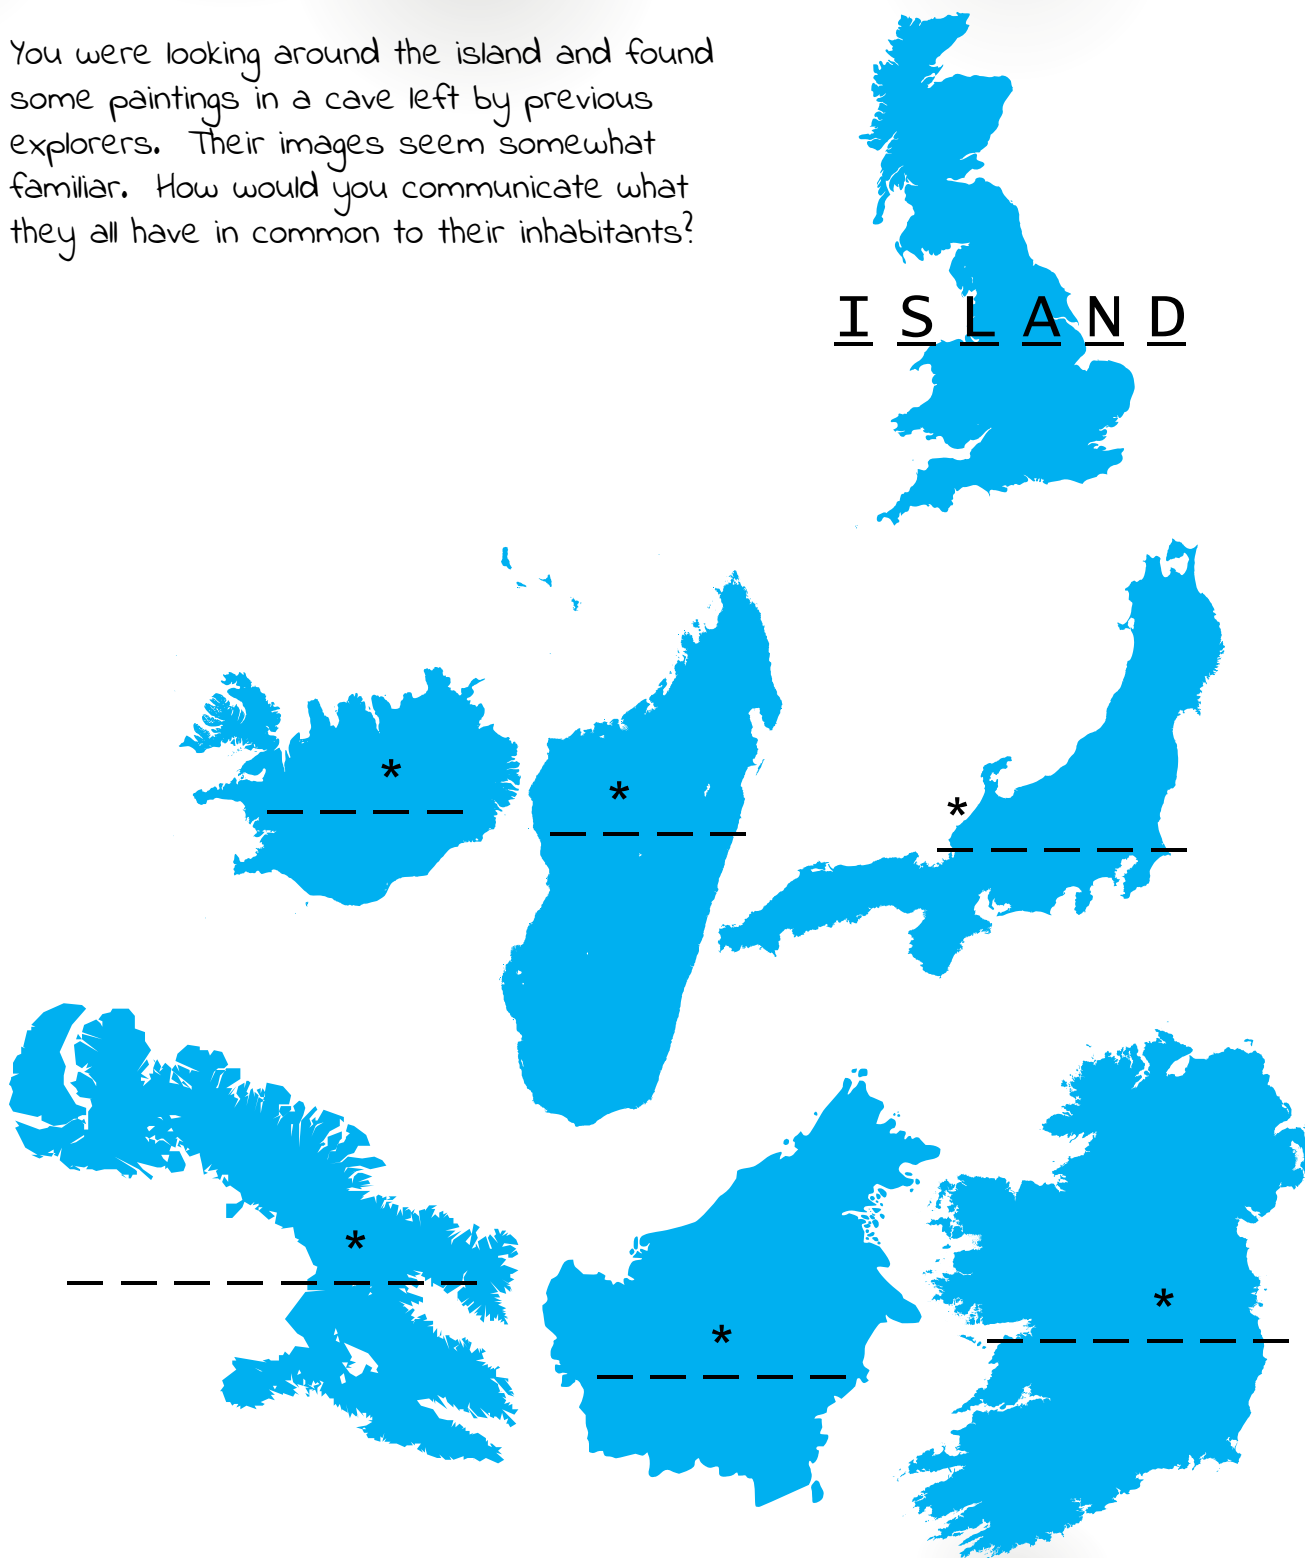 You were looking around the island and found
some paintings in a cave left by previous
explorers. Their images seem somewhat
familiar. How would you communicate what
they all have in common to their inhabitants?
I S L A N D
*
_ _ _ _
*
_ _ _ _
*
_ _ _ _ _
*
_ _ _ _ _ _ _ _
*
_ _ _ _ _
*
_ _ _ _ _ _